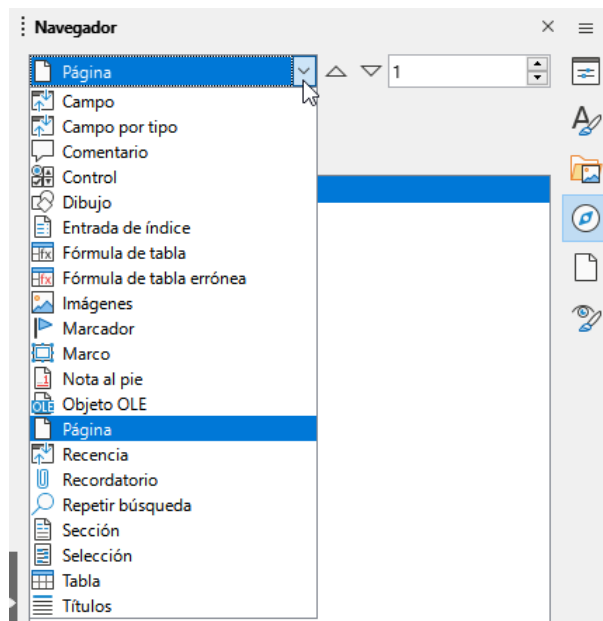 Navegador
Página 1
Campo
Campo por tipo
Comentario
Control
Dibujo
Entrada de índice
Fórmula de tabla
Fórmula de tabla errónea
Imágenes
Marcador
Marco
Nota al pie
Objeto OLE
Página
Recencia
Recordatorio
Repetir búsqueda
Sección
Selección
Tabla
Títulos